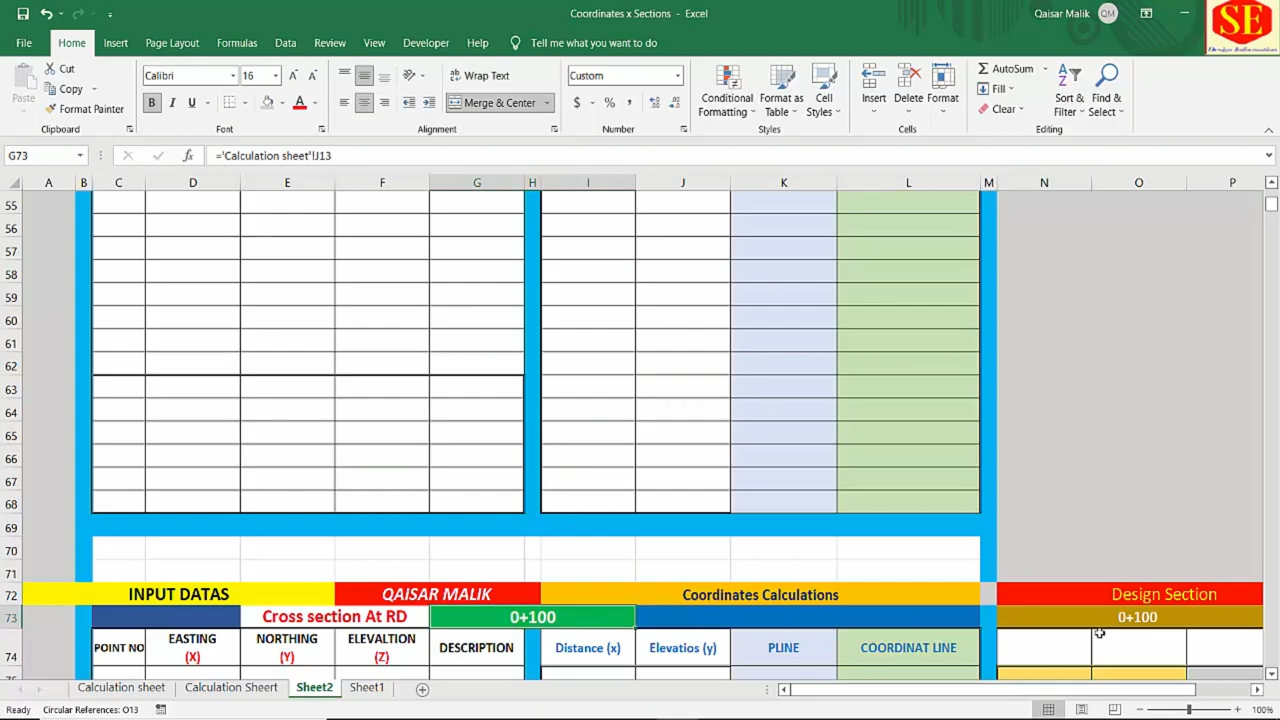 Coordinates x Sections - Excel
Qaisar Malik QM
SE
File Home Insert Page Layout Formulas Data Review View Developer Help Tell me what you want to do
Paste
Cut
Copy
Format Painter
Clipboard
Calibri 16
B I U A
Font
Wrap Text
Merge & Center
Alignment
Custom
$ % ,
Number
Conditional Formatting
Format as Table
Cell Styles
Styles
Insert Delete Format
Cells
AutoSum
Fill
Clear
Sort & Filter
Find & Select
Editing
G73 fx ='Calculation sheet'!J13
A B C D E F G H I J K L M N O P
55
56
57
58
59
60
61
62
63
64
65
66
67
68
69
70
71
72 INPUT DATAS QAISAR MALIK Coordinates Calculations Design Section
73 Cross section At RD 0+100 0+100
74 POINT NO EASTING (X) NORTHING (Y) ELEVALTION (Z) DESCRIPTION Distance (x) Elevatios (y) PLINE COORDINAT LINE
Calculation sheet Calculation Sheert Sheet2 Sheet1
Ready Circular References: O13 100%